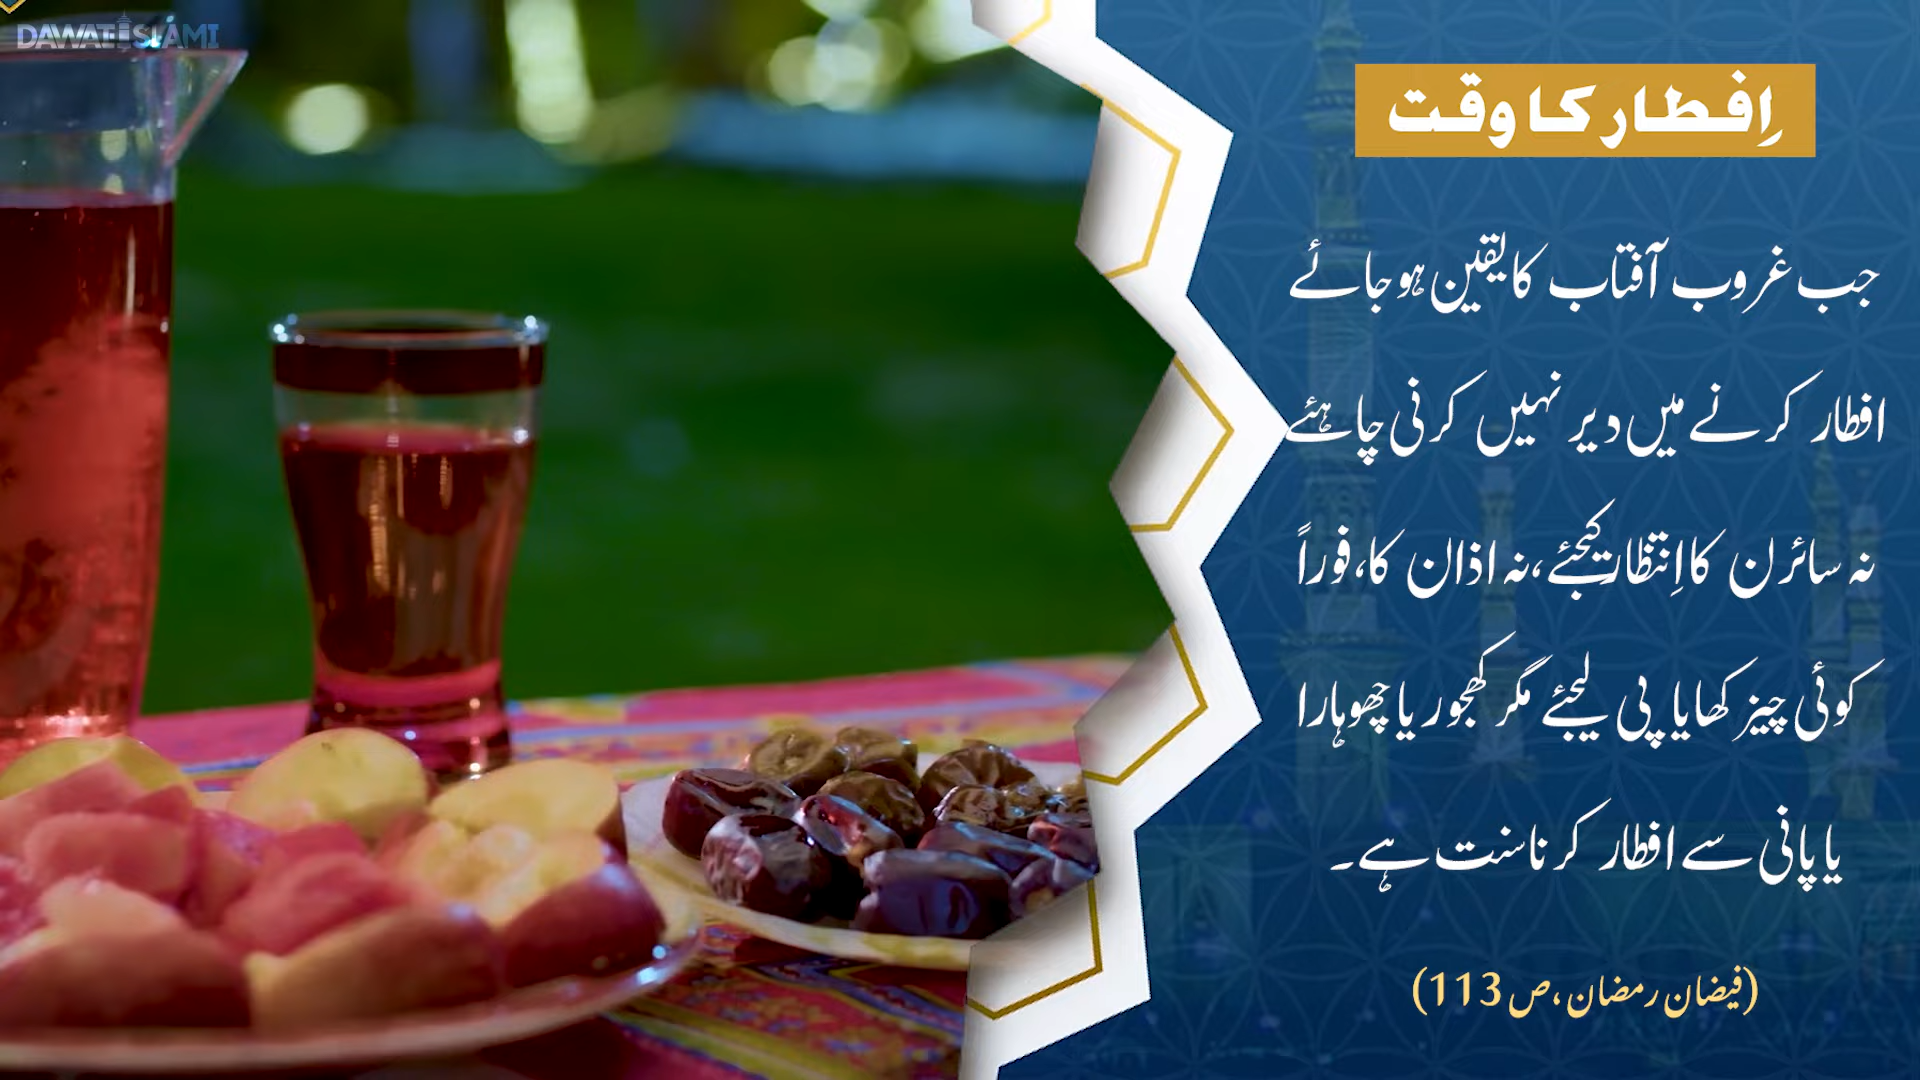 DAWATEISLAMI
اِفطار کا وقت
جب غروب آفتاب کا یقین ہو جائے
افطار کرنے میں دیر نہیں کرنی چاہئے
نہ سائرن کا اِنتظار کیجئے، نہ اذان کا، فوراً
کوئی چیز کھا یا پی لیجئے مگر کھجور یا چھوہارا
یا پانی سے افطار کرنا سنت ہے۔
(فیضان رمضان، ص113)